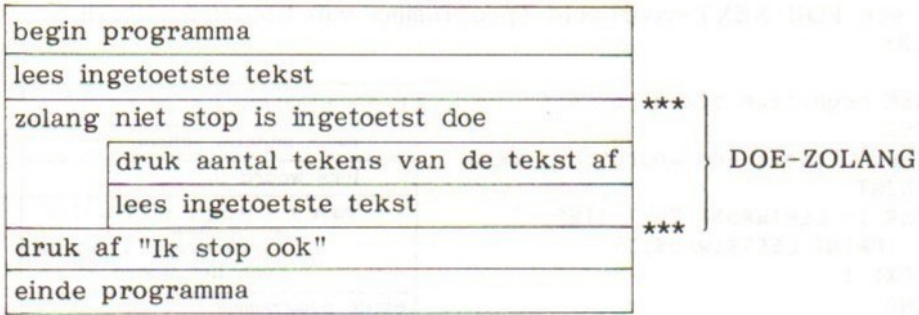 begin programma
lees ingetoetste tekst
zolang niet stop is ingetoetst doe ***
druk aantal tekens van de tekst af DOE-ZOLANG
lees ingetoetste tekst
***
druk af "Ik stop ook"
einde programma